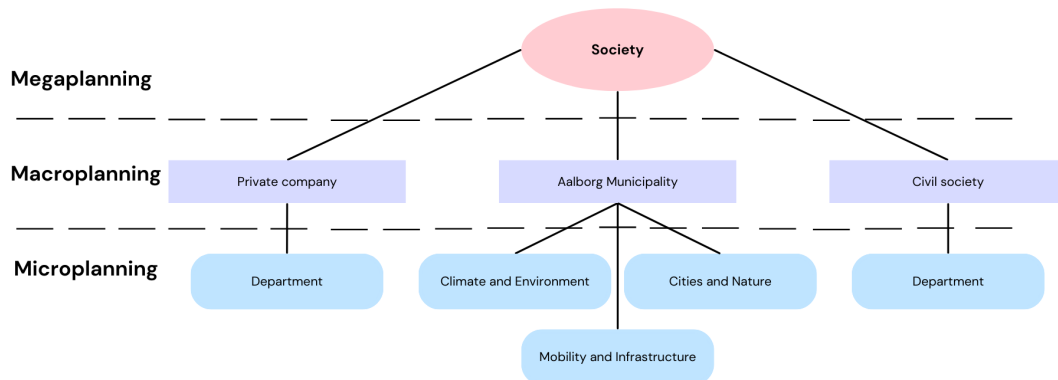 Society
Megaplanning
Macroplanning
Private company
Aalborg Municipality
Civil society
Microplanning
Department
Climate and Environment
Cities and Nature
Department
Mobility and Infrastructure